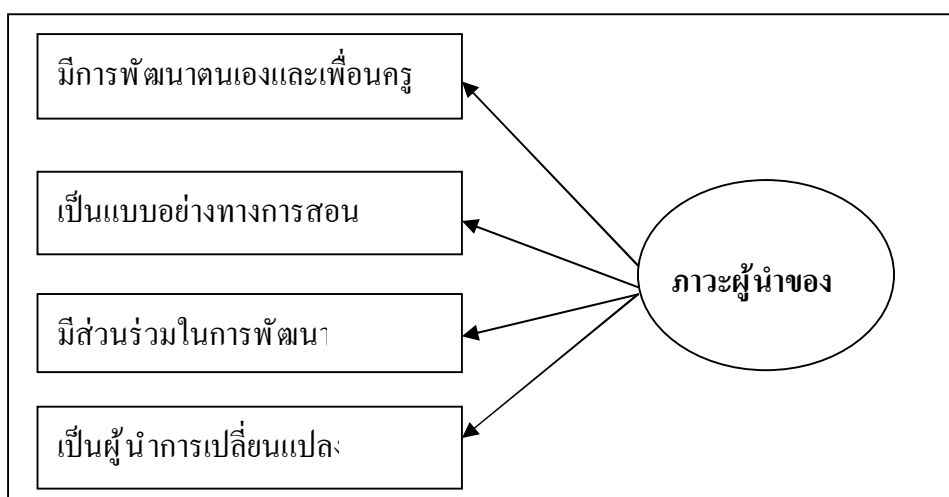 มีการพัฒนาตนเองและเพื่อนครู
เป็นแบบอย่างทางการสอน
ภาวะผู้นำของ
มีส่วนร่วมในการพัฒนา
เป็นผู้นำการเปลี่ยนแปลง